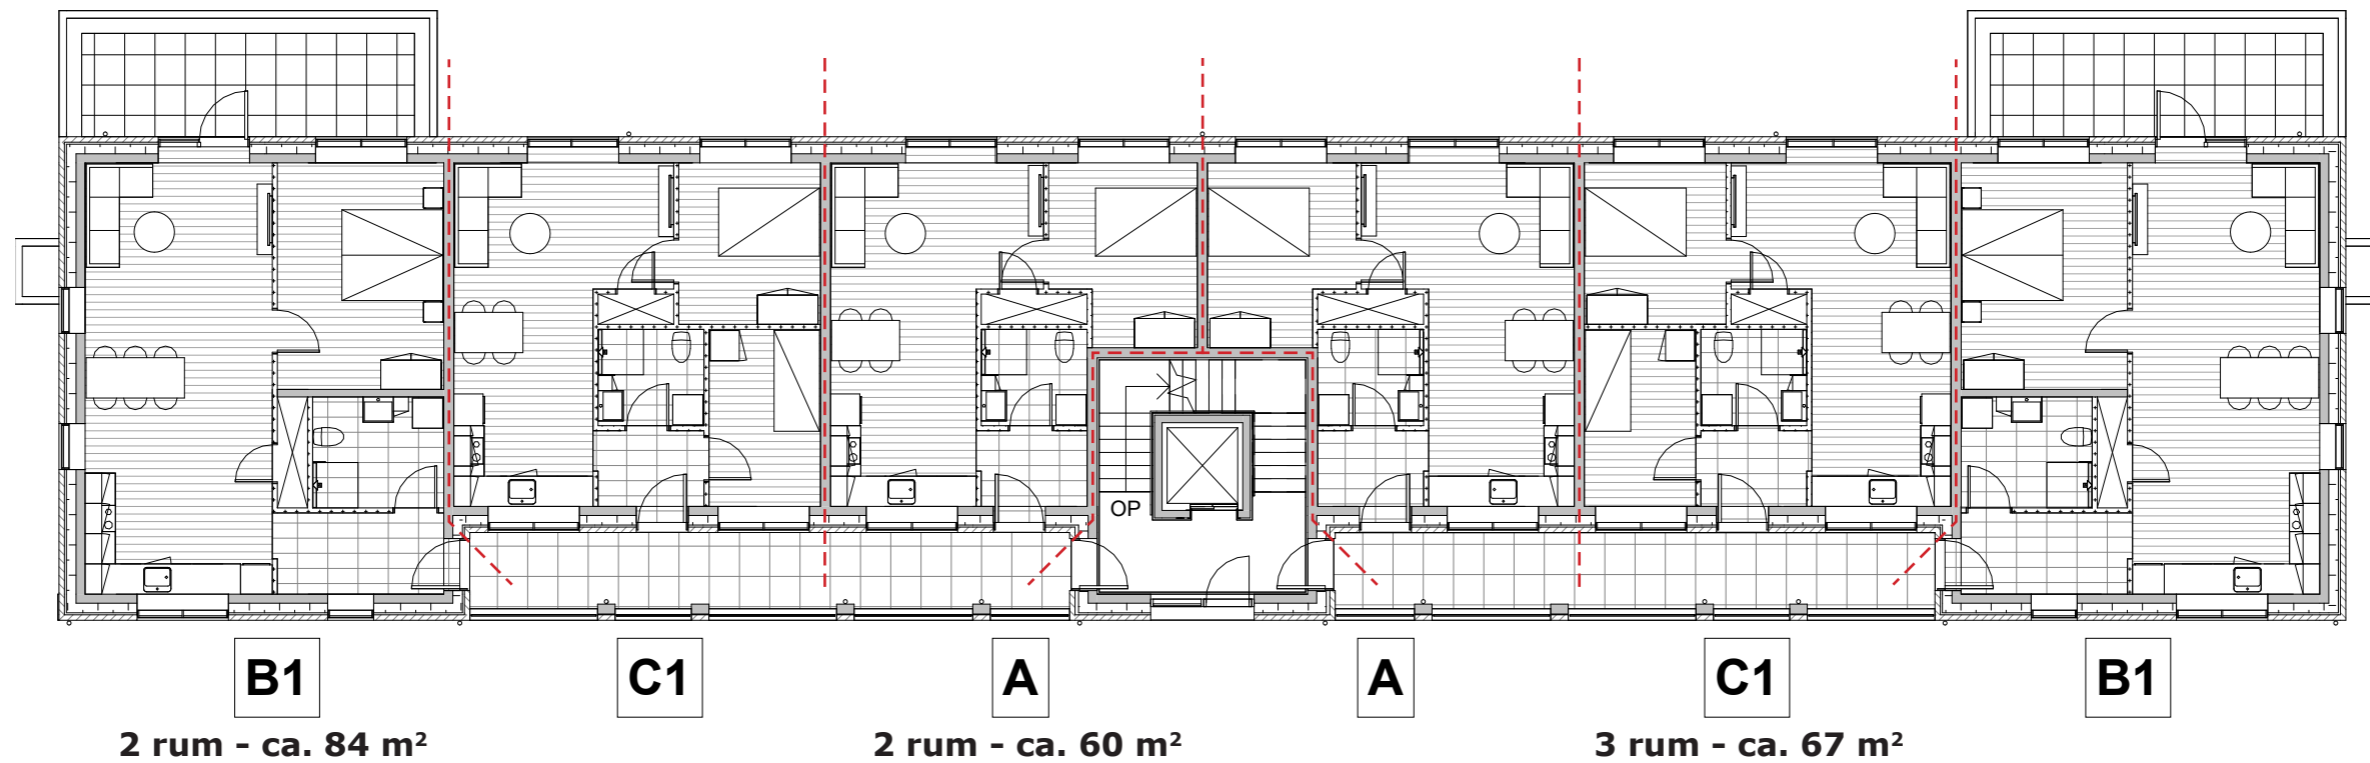 OP
B1
C1
A
A
C1
B1
2 rum - ca. 84 m²
2 rum - ca. 60 m²
3 rum - ca. 67 m²